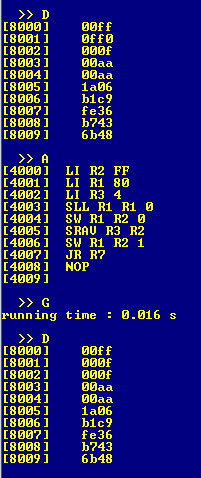 >> D
[8000] 00ff
[8001] 0ff0
[8002] 000f
[8003] 00aa
[8004] 00aa
[8005] 1a06
[8006] b1c9
[8007] fe36
[8008] b743
[8009] 6b48
>> A
[4000] LI R2 FF
[4001] LI R1 80
[4002] LI R3 4
[4003] SLL R1 R1 0
[4004] SW R1 R2 0
[4005] SRAV R3 R2
[4006] SW R1 R2 1
[4007] JR R7
[4008] NOP
[4009]
>> G
running time : 0.016 s
>> D
[8000] 00ff
[8001] 000f
[8002] 000f
[8003] 00aa
[8004] 00aa
[8005] 1a06
[8006] b1c9
[8007] fe36
[8008] b743
[8009] 6b48